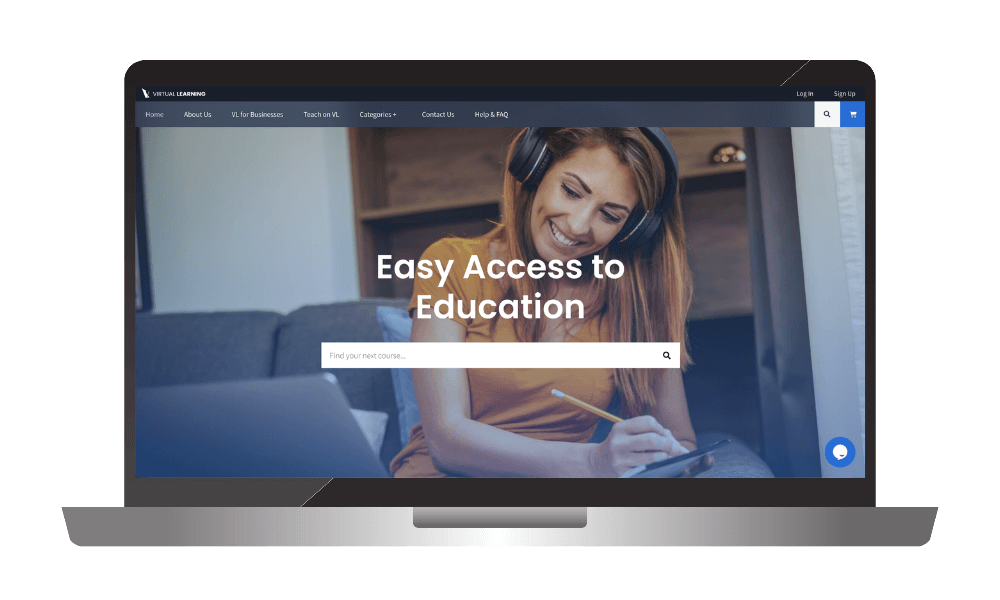 VIRTUAL LEARNING
Log In Sign Up
Home About Us VL for Businesses Teach on VL Categories + Contact Us Help & FAQ
Easy Access to
Education
Find your next course...